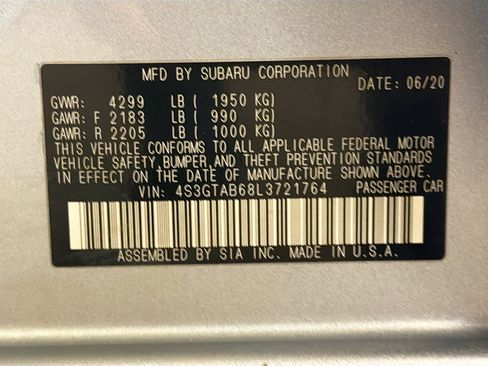 MFD BY SUBARU CORPORATION
DATE: 06/20
GVWR: 4299 LB ( 1950 KG)
GAWR: F 2183 LB ( 990 KG)
GAWR: R 2205 LB ( 1000 KG)
THIS VEHICLE CONFORMS TO ALL APPLICABLE FEDERAL MOTOR
VEHICLE SAFETY,BUMPER,AND THEFT PREVENTION STANDARDS
IN EFFECT ON THE DATE OF MANUFACTURE SHOWN ABOVE.
VIN: 4S3GTAB68L3721764 PASSENGER CAR
ASSEMBLED BY SIA INC. MADE IN U.S.A.